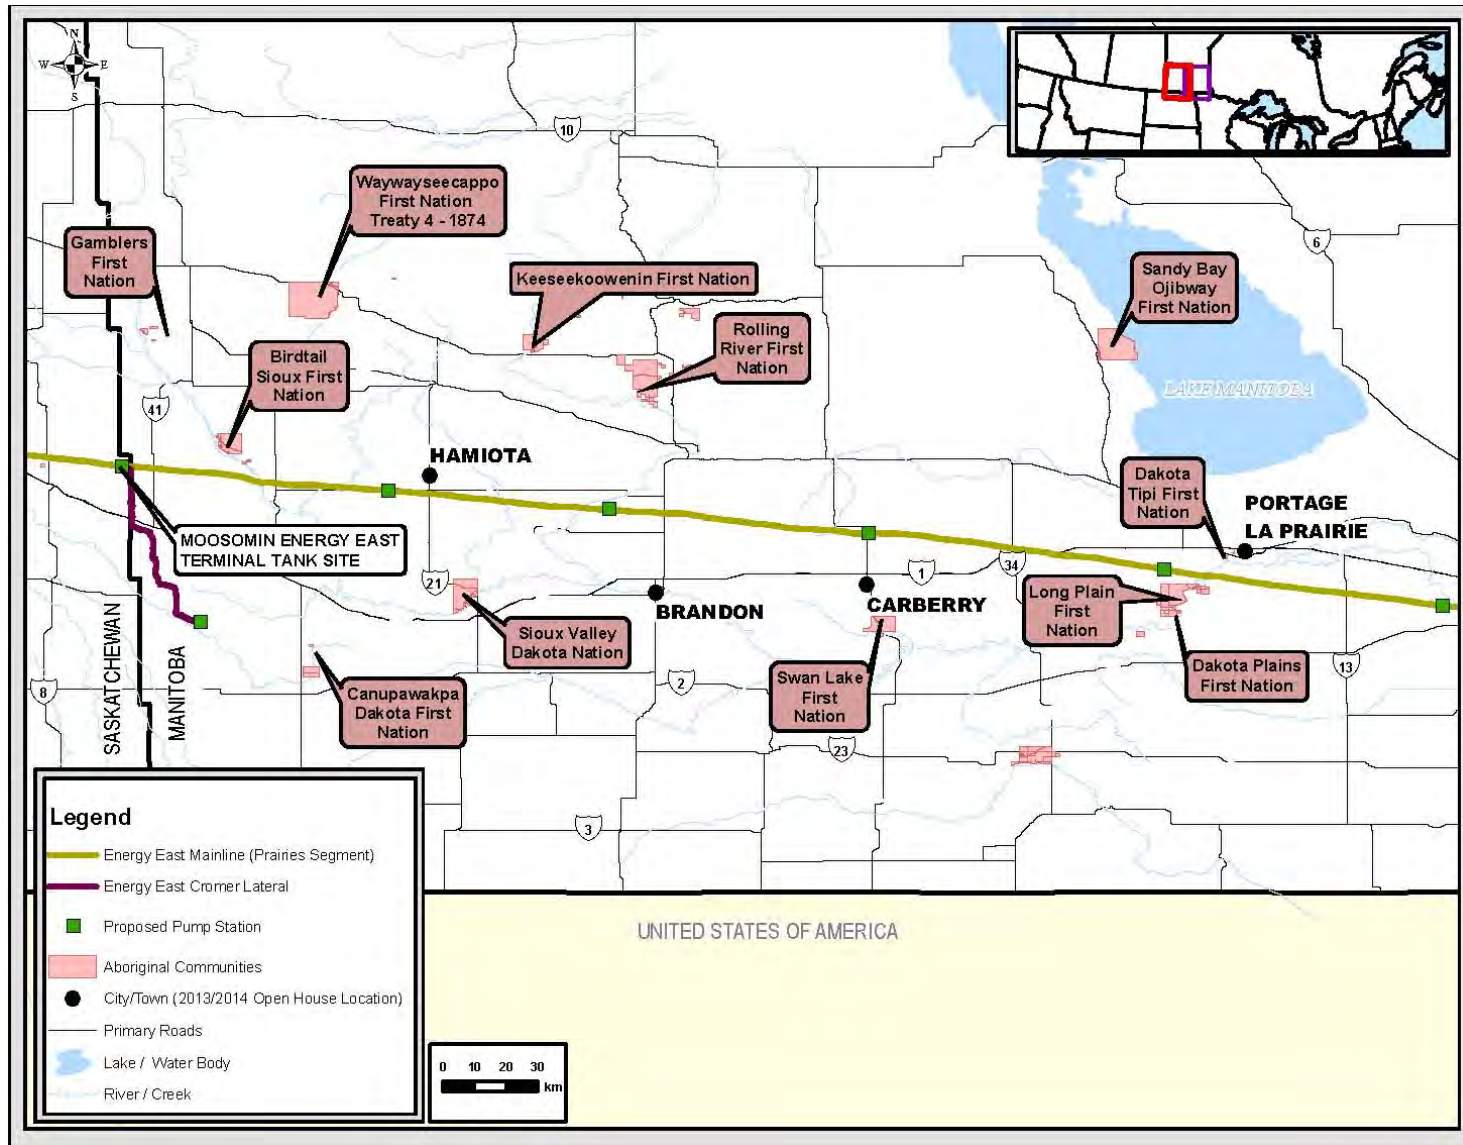 N
W
E
S
10
6
Waywayseecappo
First Nation
Treaty 4 - 1874
Gamblers
First
Nation
Keeseekoowenin First Nation
Sandy Bay
Ojibway
First Nation
Rolling
River First
Nation
Birdtail
Sioux First
Nation
LAKE MANITOBA
41
HAMIOTA
Dakota
Tipi First
Nation
PORTAGE
LA PRAIRIE
MOOSOMIN ENERGY EAST
TERMINAL TANK SITE
21
1
34
BRANDON
CARBERRY
Long Plain
First
Nation
Sioux Valley
Dakota Nation
SASKATCHEWAN
MANITOBA
8
2
13
Swan Lake
First
Nation
Dakota Plains
First Nation
Canupawakpa
Dakota First
Nation
23
3
Legend
Energy East Mainline (Prairies Segment)
Energy East Cromer Lateral
Proposed Pump Station
Aboriginal Communities
City/Town (2013/2014 Open House Location)
Primary Roads
Lake / Water Body
River / Creek
UNITED STATES OF AMERICA
0 10 20 30
km